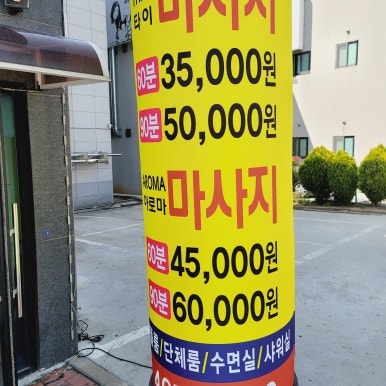 타이 마사지
60분 35,000원
90분 50,000원
AROMA
아로마 마사지
60분 45,000원
90분 60,000원
/단체룸/수면실/샤워실